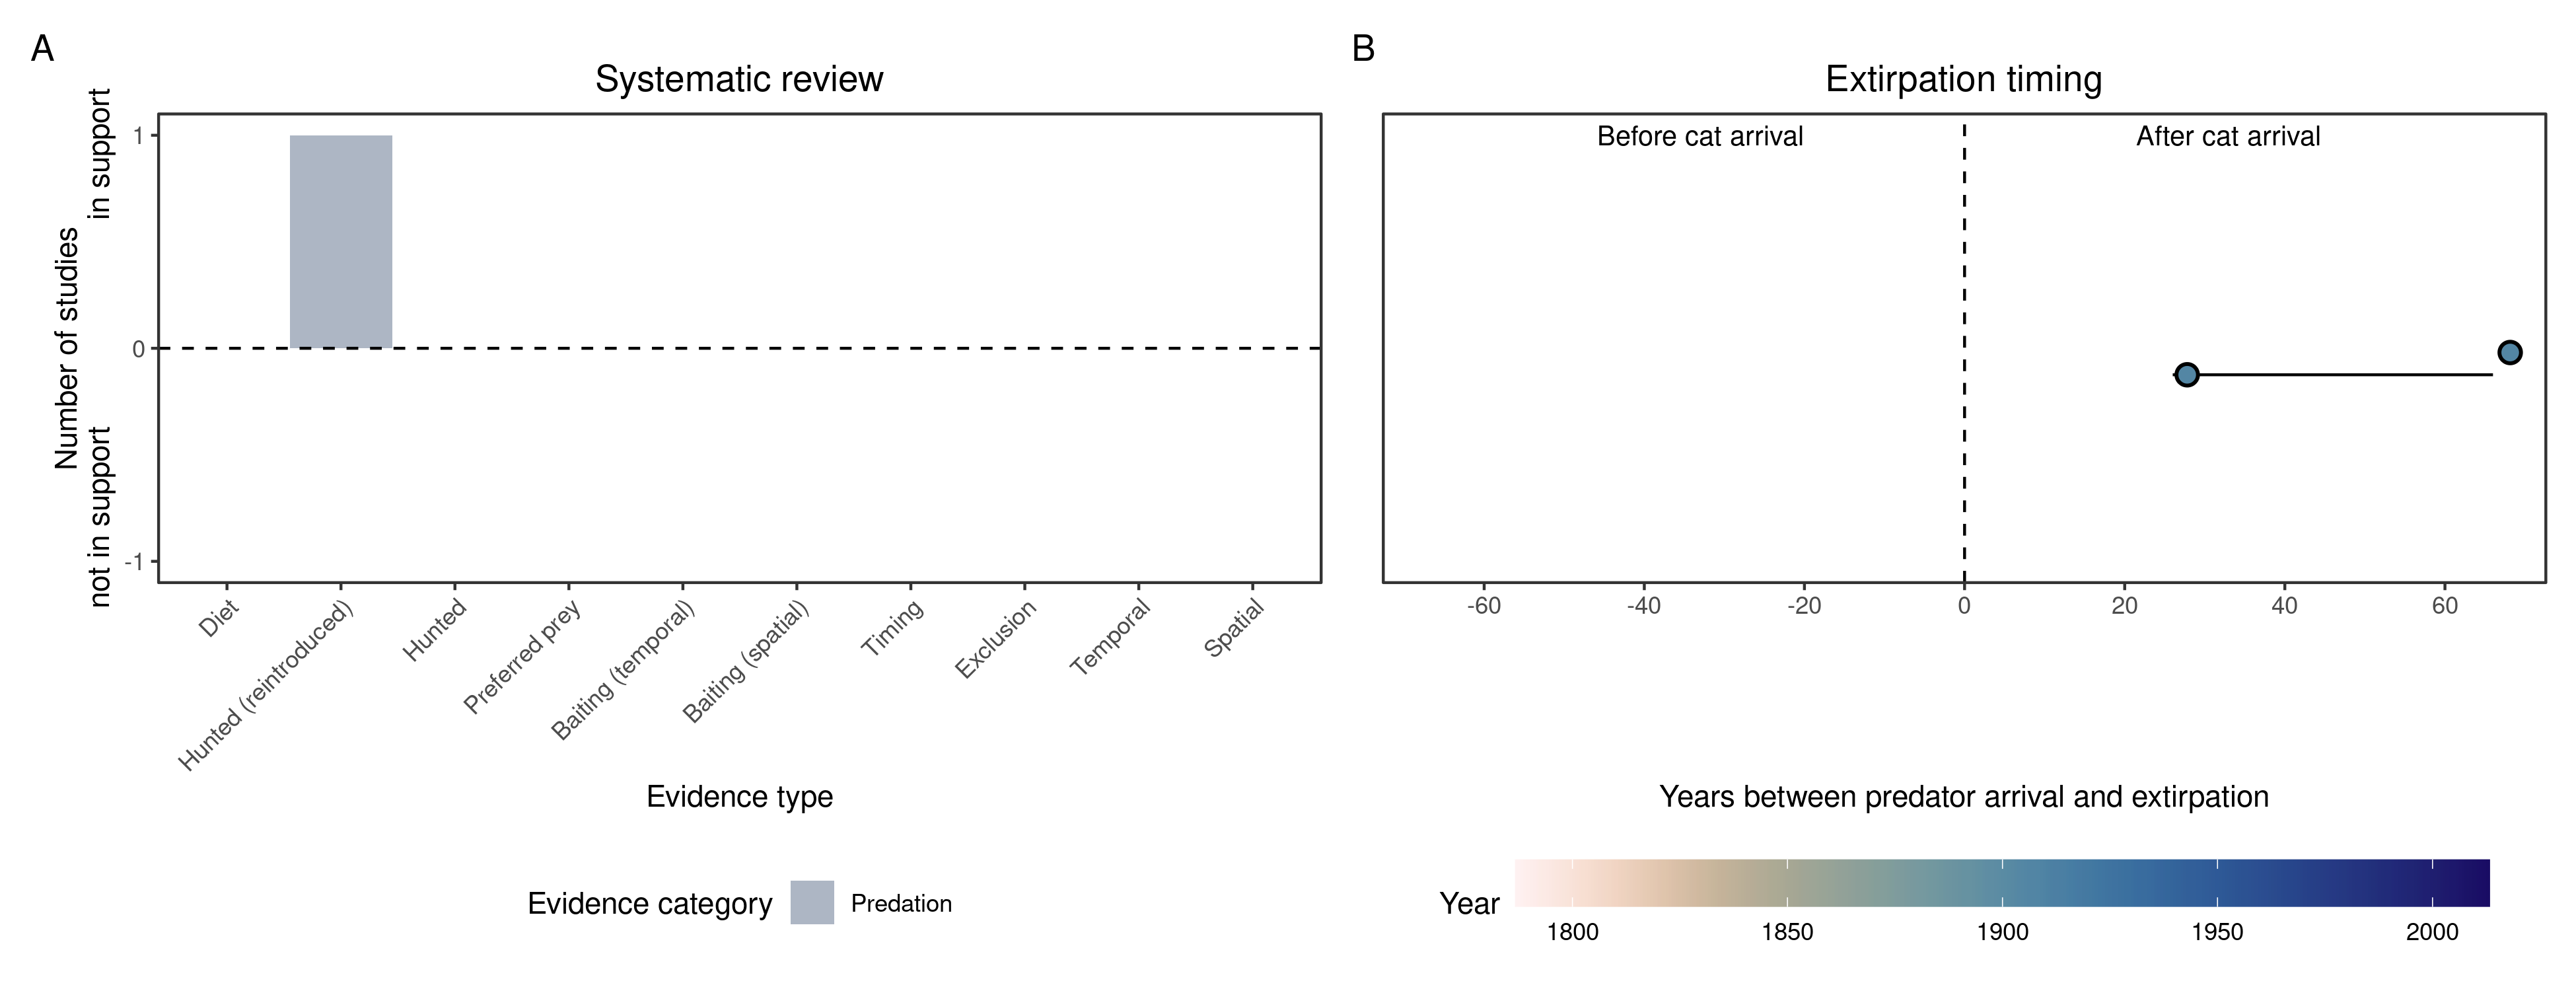 A
Systematic review
Number of studies
not in support
in support
1
0
-1
Diet
Hunted (reintroduced)
Hunted
Preferred prey
Baiting (temporal)
Baiting (spatial)
Timing
Exclusion
Temporal
Spatial
Evidence type
Evidence category
Predation
B
Extirpation timing
Before cat arrival
After cat arrival
-60
-40
-20
0
20
40
60
Years between predator arrival and extirpation
Year
1800
1850
1900
1950
2000